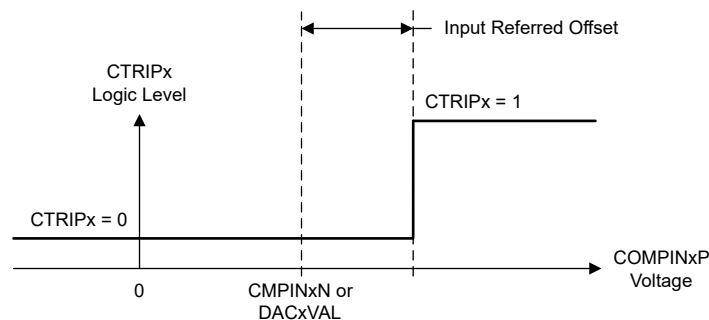 Input Referred Offset
CTRIPx
Logic Level
CTRIPx = 1
CTRIPx = 0
COMPINxP
Voltage
0
CMPINxN or
DACxVAL